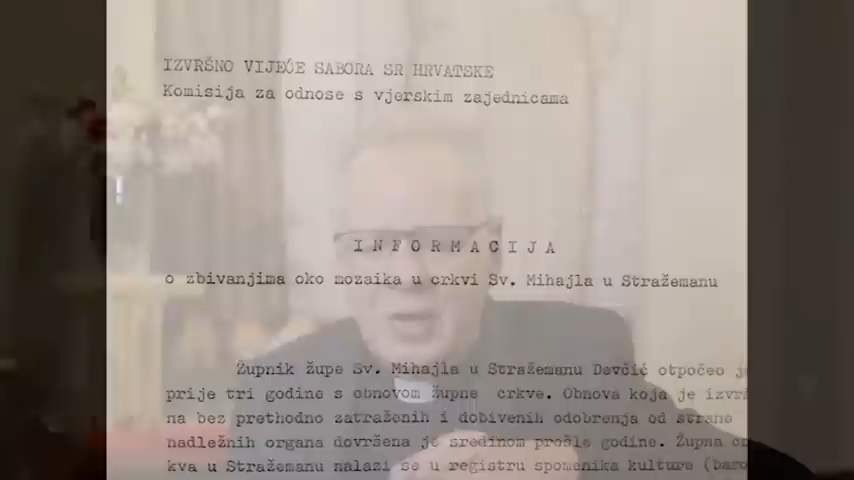 IZVRŠNO VIJEĆE SABORA SR HRVATSKE
Komisija za odnose s vjerskim zajednicama
I N F O R M A C I J A
o zbivanjima oko mozaika u crkvi Sv. Mihajla u Stražemanu
Župnik župe Sv. Mihajla u Stražemanu Devčić otpočeo
prije tri godine s obnovom župne crkve. Obnova koja je
na bez prethodno zatraženih i dobivenih odobrenja od strane
nadležnih organa dovršena je sredinom prošle godine. Župna
kva u Stražemanu nalazi se u registru spomenika kulture